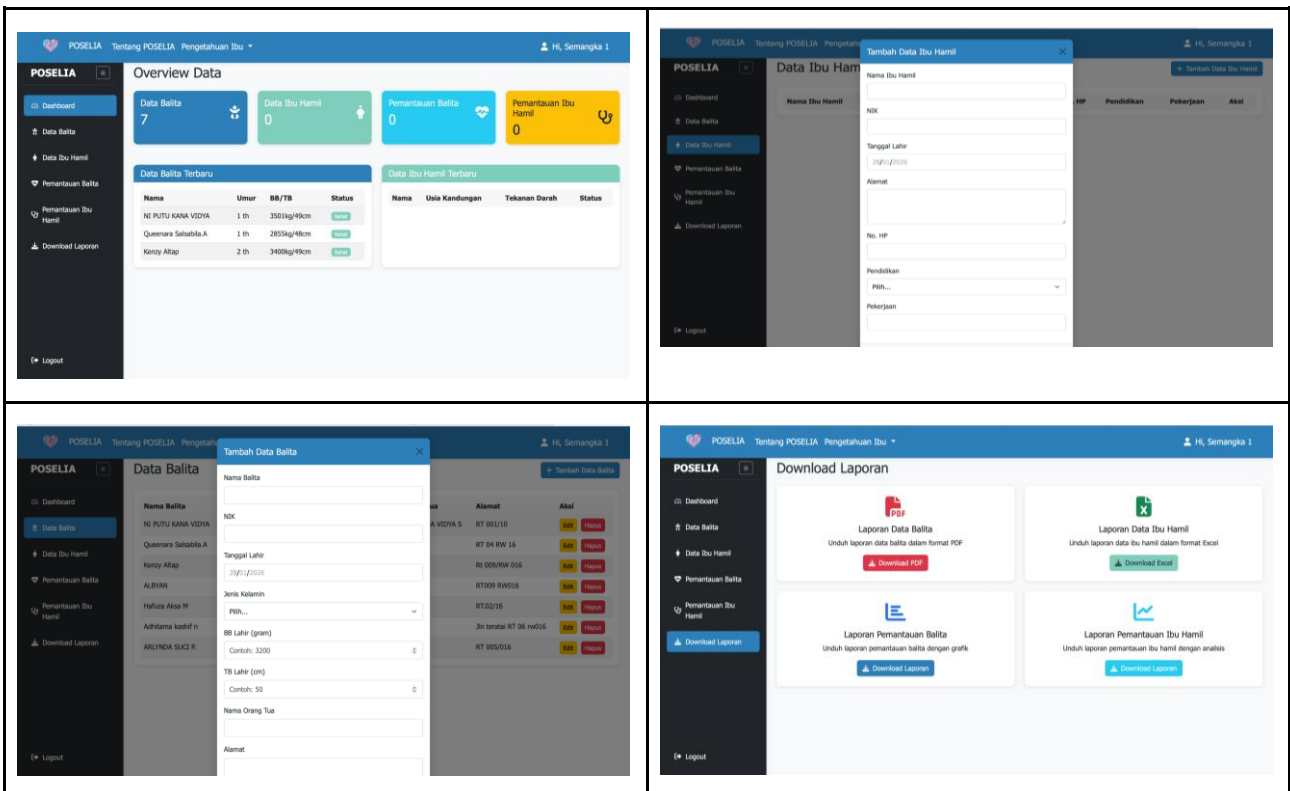 POSELIA Tentang POSELIA Pengetahuan Ibu Hi, Semangka 1
POSELIA
Overview Data
Dashboard
Data Balita
Data Ibu Hamil
Pemantauan Balita
Pemantauan Ibu Hamil
Download Laporan
Logout
Data Balita
7
Data Ibu Hamil
0
Pemantauan Balita
0
Pemantauan Ibu
Hamil
0
Data Balita Terbaru
Nama Umur BB/TB Status
NI PUTU KANA VIDYA 1 th 3501kg/49cm Sehat
Queenara Salsabila.A 1 th 2855kg/48cm Sehat
Kenzy Altap 2 th 3400kg/49cm Sehat
Data Ibu Hamil Terbaru
Nama Usia Kandungan Tekanan Darah Status
POSELIA Tentang POSELIA Hi, Semangka 1
POSELIA
Data Ibu Ham
+ Tambah Data Ibu Hamil
Dashboard
Data Balita
Data Ibu Hamil
Pemantauan Balita
Pemantauan Ibu
Hamil
Download Laporan
Logout
Nama Ibu Hamil HP Pendidikan Pekerjaan Aksi
Tambah Data Ibu Hamil
Nama Ibu Hamil
NIK
Tanggal Lahir
28/01/2026
Alamat
No. HP
Pendidikan
Pilih...
Pekerjaan
POSELIA Tentang POSELIA Hi, Semangka 1
POSELIA
Data Balita
+ Tambah Data Balita
Dashboard
Data Balita
Data Ibu Hamil
Pemantauan Balita
Pemantauan Ibu
Hamil
Download Laporan
Logout
Nama Balita Alamat Aksi
NI PUTU KANA VIDYA A VIDYA S RT 001/10 Edit Hapus
Queenara Salsabila.A RT 04 RW 16 Edit Hapus
Kenzy Altap Rt 009/RW 016 Edit Hapus
ALBYAN RT009 RW016 Edit Hapus
Hafuza Aksa M RT.02/16 Edit Hapus
Adhitama kashif n Jln teratai RT 06 rw016 Edit Hapus
ARLYNDA SUCI P. RT 005/016 Edit Hapus
Tambah Data Balita
Nama Balita
NIK
Tanggal Lahir
28/01/2026
Jenis Kelamin
Pilih...
BB Lahir (gram)
Contoh: 3200
TB Lahir (cm)
Contoh: 50
Nama Orang Tua
Alamat
POSELIA Tentang POSELIA Pengetahuan Ibu Hi, Semangka 1
POSELIA
Download Laporan
Dashboard
Data Balita
Data Ibu Hamil
Pemantauan Balita
Pemantauan Ibu
Hamil
Download Laporan
Logout
PDF
Laporan Data Balita
Unduh laporan data balita dalam format PDF
Download PDF
X
Laporan Data Ibu Hamil
Unduh laporan data ibu hamil dalam format Excel
Download Excel
Laporan Pemantauan Balita
Unduh laporan pemantauan balita dengan grafik
Download Laporan
Laporan Pemantauan Ibu Hamil
Unduh laporan pemantauan ibu hamil dengan analisis
Download Laporan